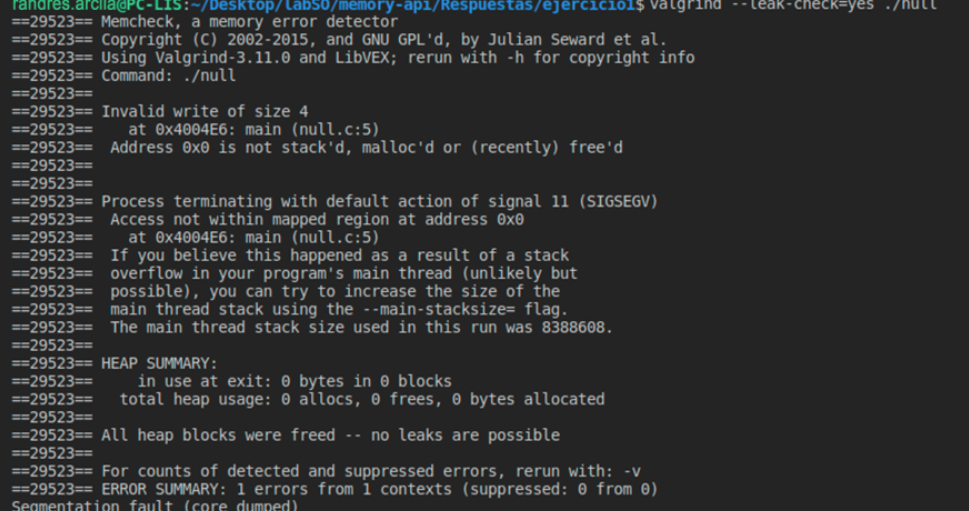 randres.arcila@PC-LIS:~/Desktop/labSO/memory-api/Respuestas/ejercicio1$ valgrind --leak-check=yes ./null
==29523== Memcheck, a memory error detector
==29523== Copyright (C) 2002-2015, and GNU GPL'd, by Julian Seward et al.
==29523== Using Valgrind-3.11.0 and LibVEX; rerun with -h for copyright info
==29523== Command: ./null
==29523==
==29523== Invalid write of size 4
==29523==    at 0x4004E6: main (null.c:5)
==29523==  Address 0x0 is not stack'd, malloc'd or (recently) free'd
==29523==
==29523==
==29523== Process terminating with default action of signal 11 (SIGSEGV)
==29523==  Access not within mapped region at address 0x0
==29523==    at 0x4004E6: main (null.c:5)
==29523==  If you believe this happened as a result of a stack
==29523==  overflow in your program's main thread (unlikely but
==29523==  possible), you can try to increase the size of the
==29523==  main thread stack using the --main-stacksize= flag.
==29523==  The main thread stack size used in this run was 8388608.
==29523==
==29523== HEAP SUMMARY:
==29523==     in use at exit: 0 bytes in 0 blocks
==29523==   total heap usage: 0 allocs, 0 frees, 0 bytes allocated
==29523==
==29523== All heap blocks were freed -- no leaks are possible
==29523==
==29523== For counts of detected and suppressed errors, rerun with: -v
==29523== ERROR SUMMARY: 1 errors from 1 contexts (suppressed: 0 from 0)
Segmentation fault (core dumped)